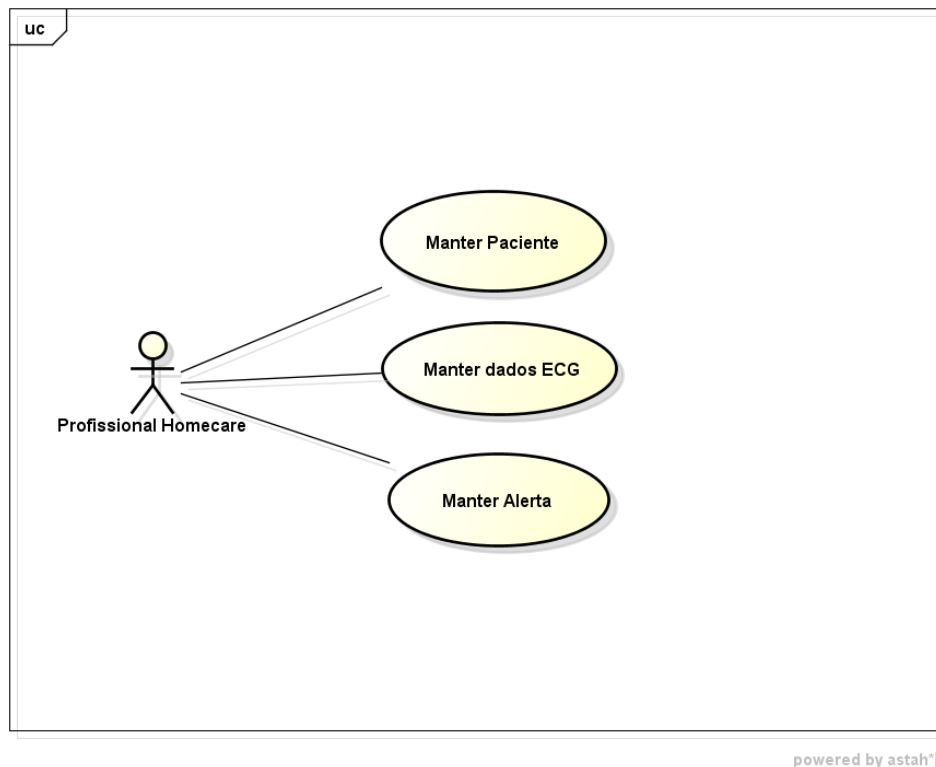 uc
Manter Paciente
Manter dados ECG
Profissional Homecare
Manter Alerta
powered by astah*